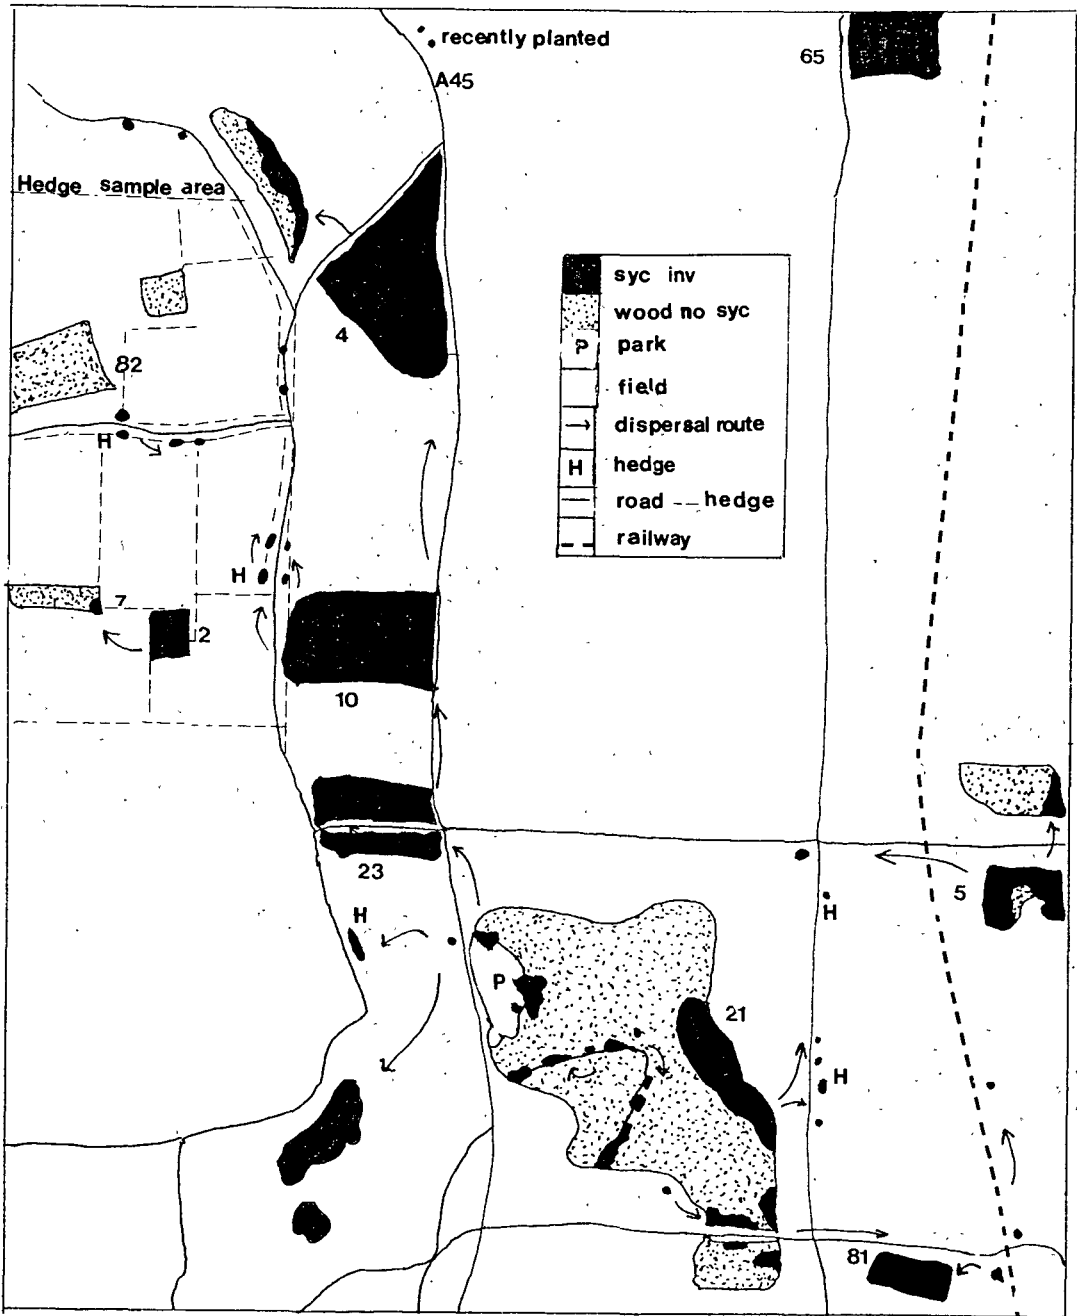 recently planted
65
A45
Hedge sample area
syc inv
wood no syc
4
P park
82
field
dispersal route
H
H hedge
road -- hedge
railway
H
7
2
10
23
5
H
H
P
21
H
81